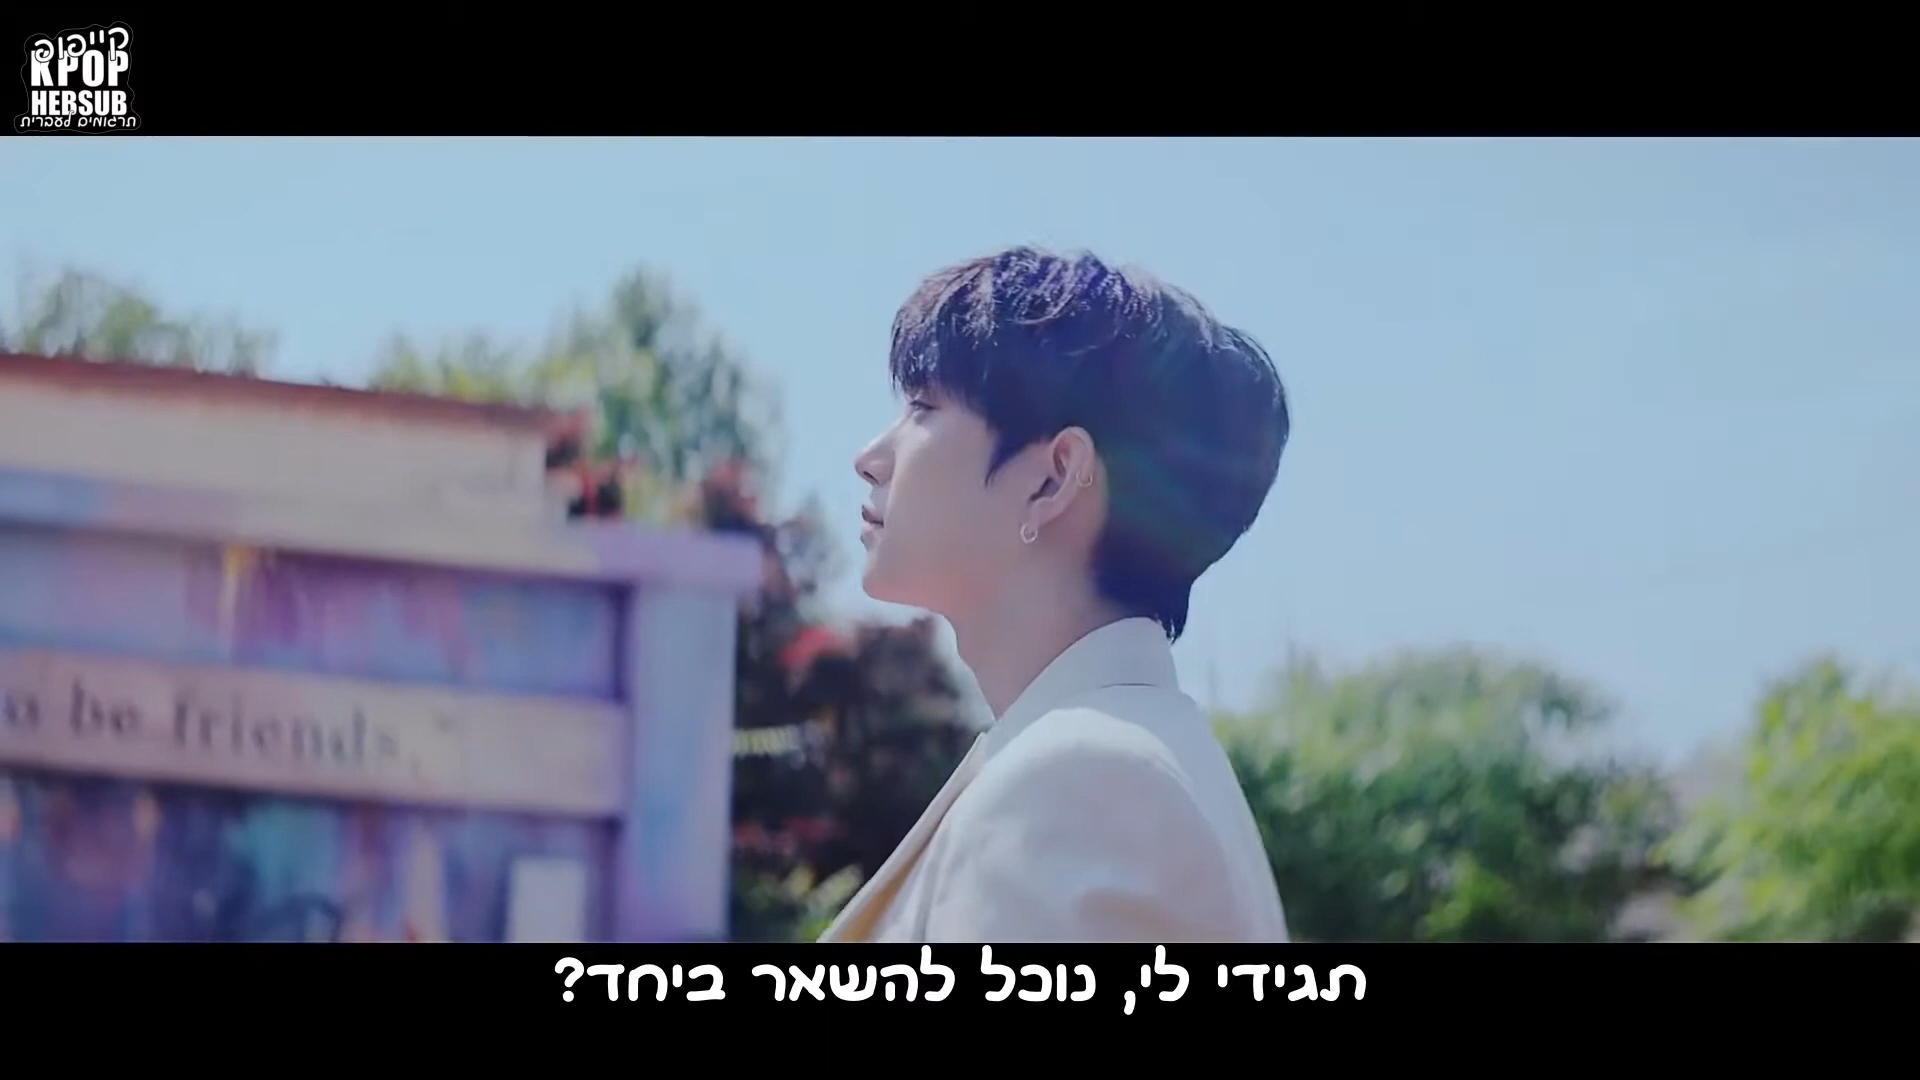 קייפופ
KPOP
HEBSUB
תרגומים לעברית
o be friends."
תגידי לי, נוכל להשאר ביחד?